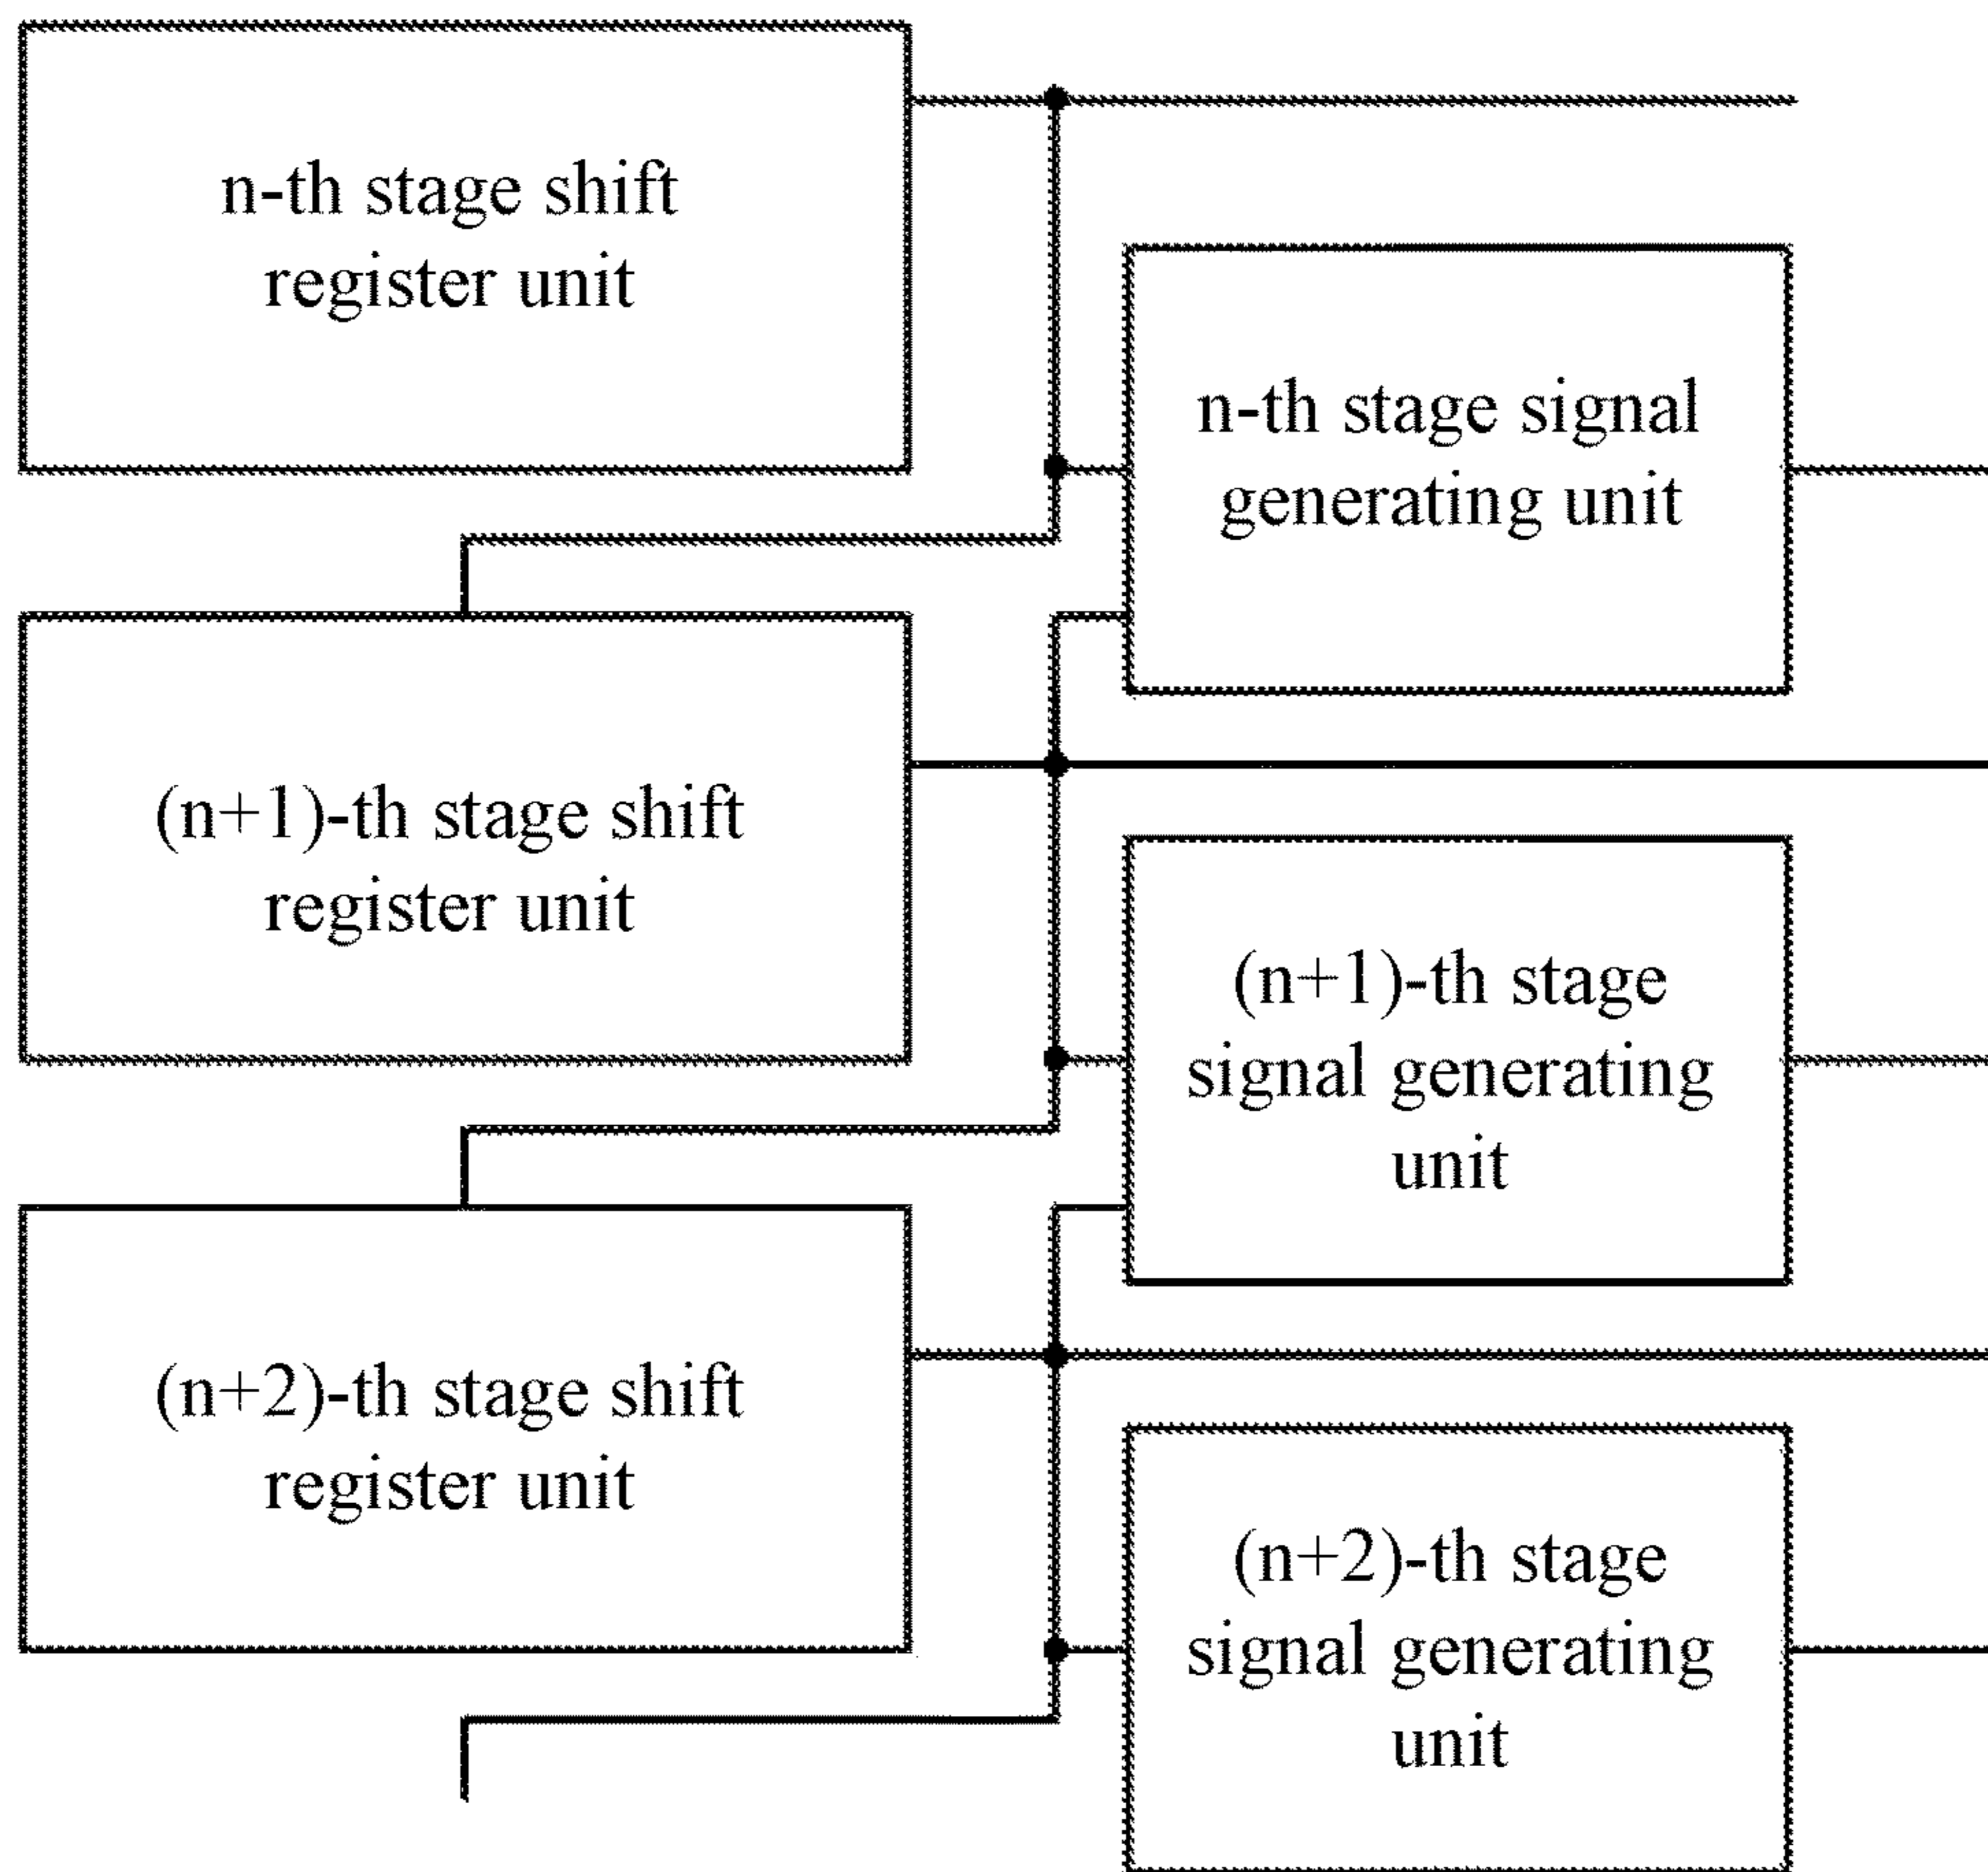 n-th stage shift
register unit
n-th stage signal
generating unit
(n+1)-th stage shift
register unit
(n+1)-th stage
signal generating
unit
(n+2)-th stage shift
register unit
(n+2)-th stage
signal generating
unit